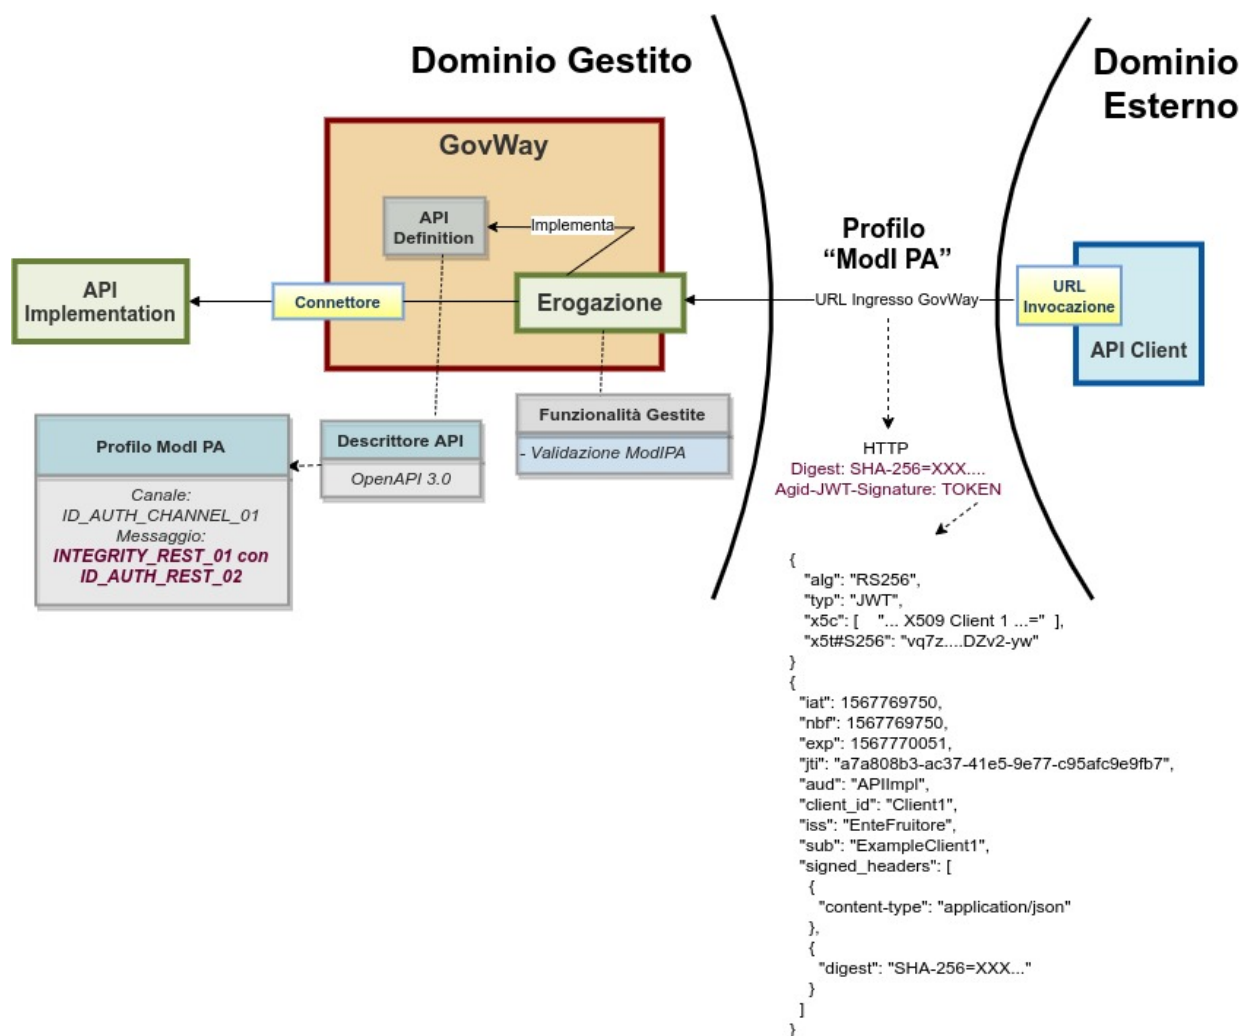 Dominio Gestito
Dominio
Esterno
GovWay
API
Definition
Implementa
Profilo
“ModI PA”
API
Implementation
Connettore
Erogazione
URL Ingresso GovWay
URL
Invocazione
API Client
Profilo ModI PA
Canale:
ID_AUTH_CHANNEL_01
Messaggio:
INTEGRITY_REST_01 con
ID_AUTH_REST_02
Descrittore API
OpenAPI 3.0
Funzionalità Gestite
- Validazione ModIPA
HTTP
Digest: SHA-256=XXX....
Agid-JWT-Signature: TOKEN
{
"alg": "RS256",
"typ": "JWT",
"x5c": [ "... X509 Client 1 ...=" ],
"x5t#S256": "vq7z....DZv2-yw"
}
{
"iat": 1567769750,
"nbf": 1567769750,
"exp": 1567770051,
"jti": "a7a808b3-ac37-41e5-9e77-c95afc9e9fb7",
"aud": "APIImpl",
"client_id": "Client1",
"iss": "EnteFruitore",
"sub": "ExampleClient1",
"signed_headers": [
{
"content-type": "application/json"
},
{
"digest": "SHA-256=XXX..."
}
]
}